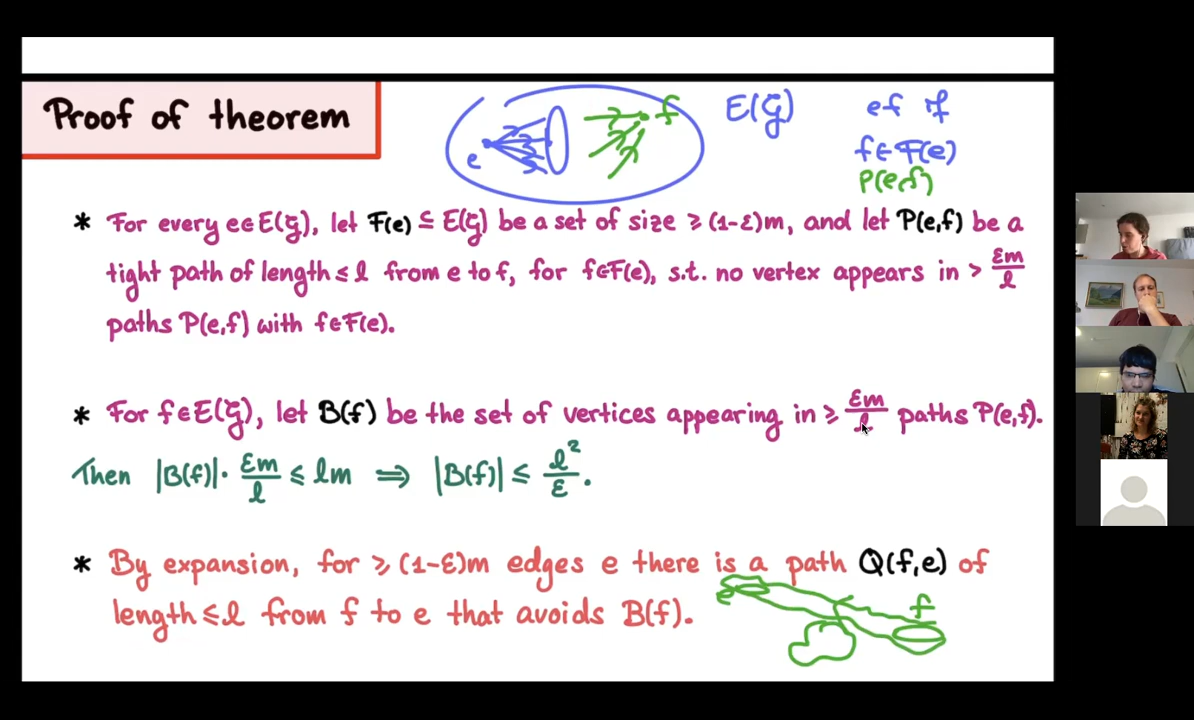 Proof of theorem
e
f
E(G)
ef if
f∈F(e)
P(e,f)
* For every e∈E(G), let F(e) ⊆ E(G) be a set of size ≥ (1-ε)m, and let P(e,f) be a
tight path of length ≤ l from e to f, for f∈F(e), s.t. no vertex appears in > εm/l
paths P(e,f) with f∈F(e).
* For f∈E(G), let B(f) be the set of vertices appearing in ≥ εm/l paths P(e,f).
Then |B(f)|· εm/l ≤ lm ⟹ |B(f)| ≤ l²/ε.
* By expansion, for ≥ (1-ε)m edges e there is a path Q(f,e) of
length ≤ l from f to e that avoids B(f).
e
f